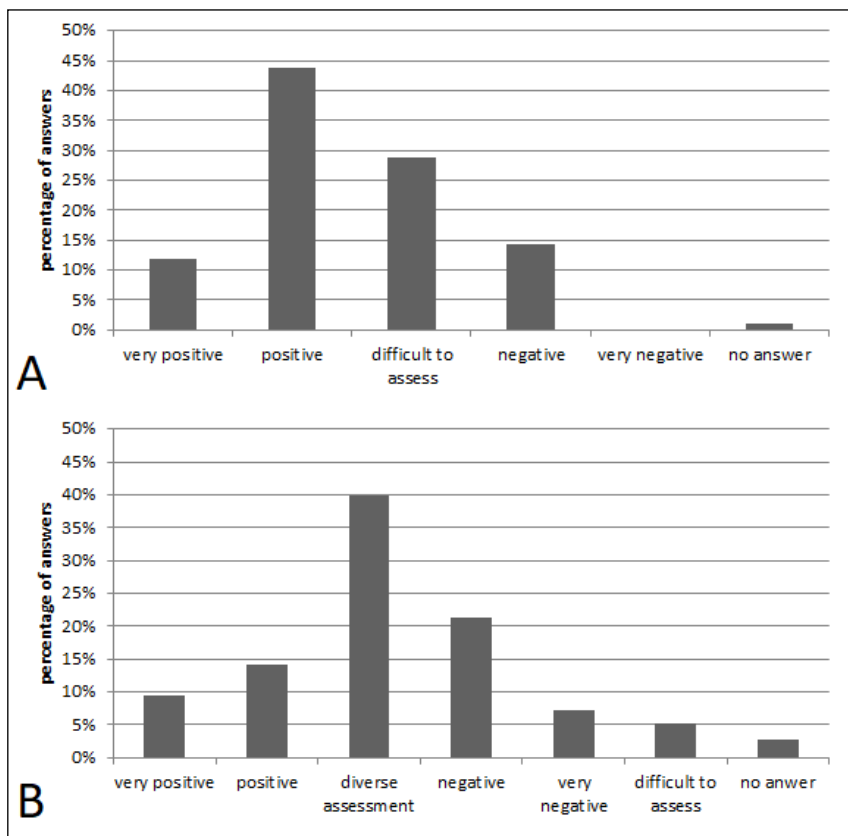 50%
45%
40%
35%
30%
25%
20%
15%
10%
5%
0%
percentage of answers
very positive
positive
difficult to
assess
negative
very negative
no answer
A
50%
45%
40%
35%
30%
25%
20%
15%
10%
5%
0%
percentage of answers
very positive
positive
diverse
assessment
negative
very
negative
difficult to
assess
no anwer
B